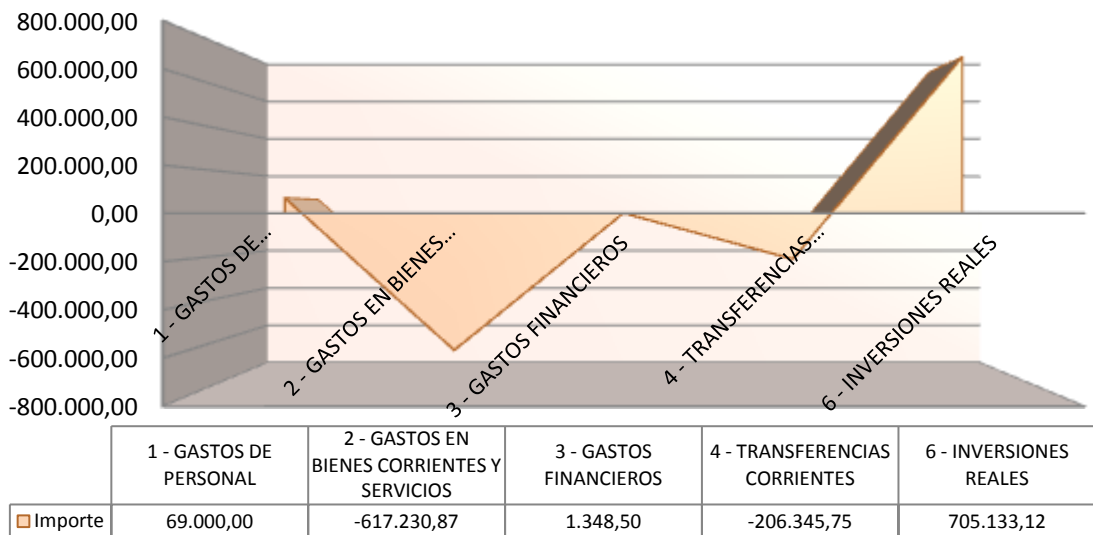 800.000,00
600.000,00
400.000,00
200.000,00
0,00
-200.000,00
-400.000,00
-600.000,00
-800.000,00
1 - GASTOS DE...
2 - GASTOS EN BIENES...
3 - GASTOS FINANCIEROS
4 - TRANSFERENCIAS...
6 - INVERSIONES REALES
1 - GASTOS DE
PERSONAL
2 - GASTOS EN
BIENES CORRIENTES Y
SERVICIOS
3 - GASTOS
FINANCIEROS
4 - TRANSFERENCIAS
CORRIENTES
6 - INVERSIONES
REALES
Importe 69.000,00 -617.230,87 1.348,50 -206.345,75 705.133,12